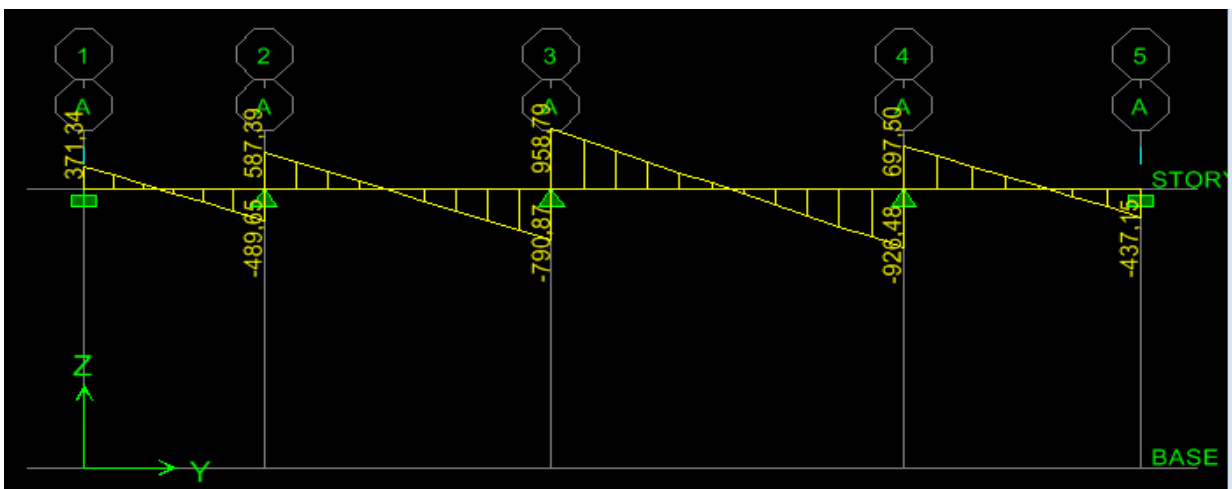 1 2 3 4 5
A A A A A
371,34
-489,65
587,39
-790,87
958,79
-926,48
697,50
-437,15
STORY
Z
Y
BASE